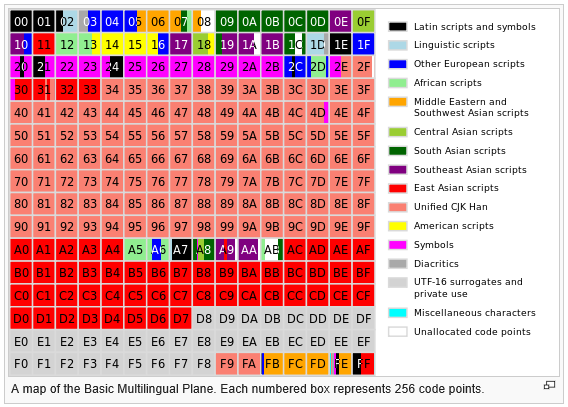 00 01 02 03 04 05 06 07 08 09 0A 0B 0C 0D 0E 0F
10 11 12 13 14 15 16 17 18 19 1A 1B 1C 1D 1E 1F
20 21 22 23 24 25 26 27 28 29 2A 2B 2C 2D 2E 2F
30 31 32 33 34 35 36 37 38 39 3A 3B 3C 3D 3E 3F
40 41 42 43 44 45 46 47 48 49 4A 4B 4C 4D 4E 4F
50 51 52 53 54 55 56 57 58 59 5A 5B 5C 5D 5E 5F
60 61 62 63 64 65 66 67 68 69 6A 6B 6C 6D 6E 6F
70 71 72 73 74 75 76 77 78 79 7A 7B 7C 7D 7E 7F
80 81 82 83 84 85 86 87 88 89 8A 8B 8C 8D 8E 8F
90 91 92 93 94 95 96 97 98 99 9A 9B 9C 9D 9E 9F
A0 A1 A2 A3 A4 A5 A6 A7 A8 A9 AA AB AC AD AE AF
B0 B1 B2 B3 B4 B5 B6 B7 B8 B9 BA BB BC BD BE BF
C0 C1 C2 C3 C4 C5 C6 C7 C8 C9 CA CB CC CD CE CF
D0 D1 D2 D3 D4 D5 D6 D7 D8 D9 DA DB DC DD DE DF
E0 E1 E2 E3 E4 E5 E6 E7 E8 E9 EA EB EC ED EE EF
F0 F1 F2 F3 F4 F5 F6 F7 F8 F9 FA FB FC FD FE FF
Latin scripts and symbols
Linguistic scripts
Other European scripts
African scripts
Middle Eastern and
Southwest Asian scripts
Central Asian scripts
South Asian scripts
Southeast Asian scripts
East Asian scripts
Unified CJK Han
American scripts
Symbols
Diacritics
UTF-16 surrogates and
private use
Miscellaneous characters
Unallocated code points
A map of the Basic Multilingual Plane. Each numbered box represents 256 code points.